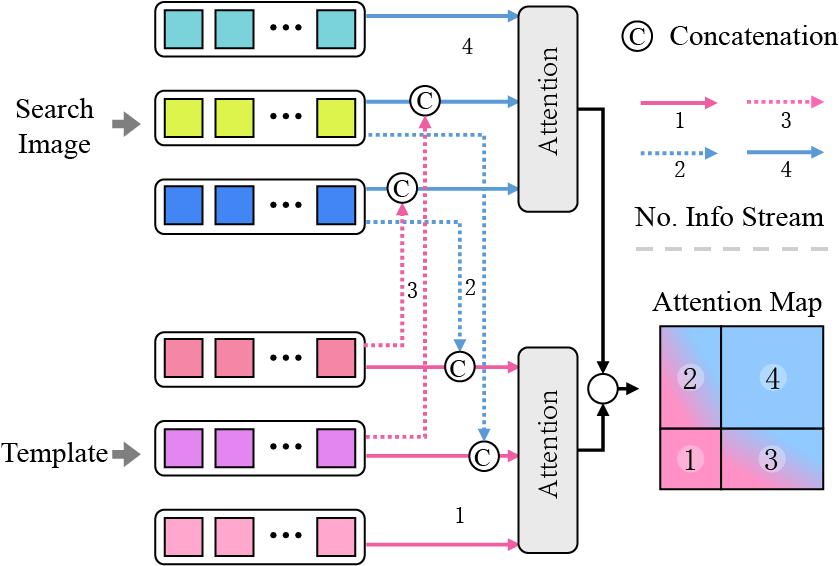 4
C Concatenation
Search
Image
C
Attention
1
3
2
4
C
No. Info Stream
3
2
Attention Map
2
4
C
Attention
Template
C
1
3
1